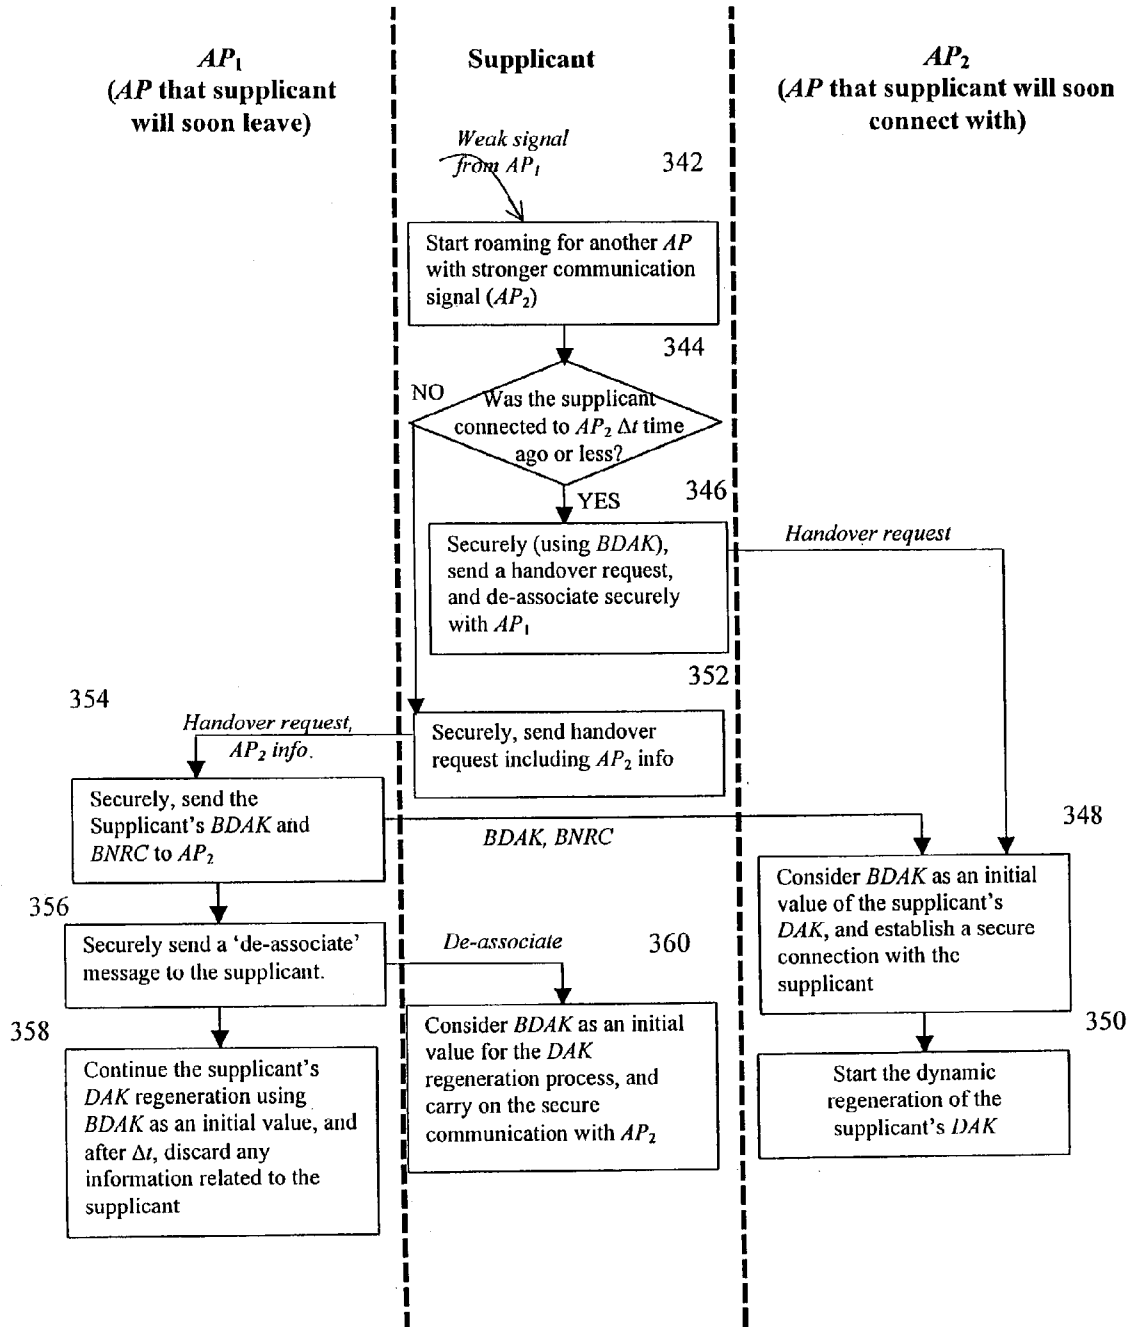 AP1
(AP that supplicant
will soon leave)
Supplicant
AP2
(AP that supplicant will soon
connect with)
Weak signal
from AP1
342
Start roaming for another AP
with stronger communication
signal (AP2)
344
NO
Was the supplicant
connected to AP2 Δt time
ago or less?
346
YES
Securely (using BDAK),
send a handover request,
and de-associate securely
with AP1
Handover request
352
354
Handover request,
AP2 info.
Securely, send handover
request including AP2 info
Securely, send the
Supplicant's BDAK and
BNRC to AP2
BDAK, BNRC
348
Consider BDAK as an initial
value of the supplicant's
DAK, and establish a secure
connection with the
supplicant
356
Securely send a 'de-associate'
message to the supplicant.
De-associate
360
350
358
Continue the supplicant's
DAK regeneration using
BDAK as an initial value, and
after Δt, discard any
information related to the
supplicant
Consider BDAK as an initial
value for the DAK
regeneration process, and
carry on the secure
communication with AP2
Start the dynamic
regeneration of the
supplicant's DAK